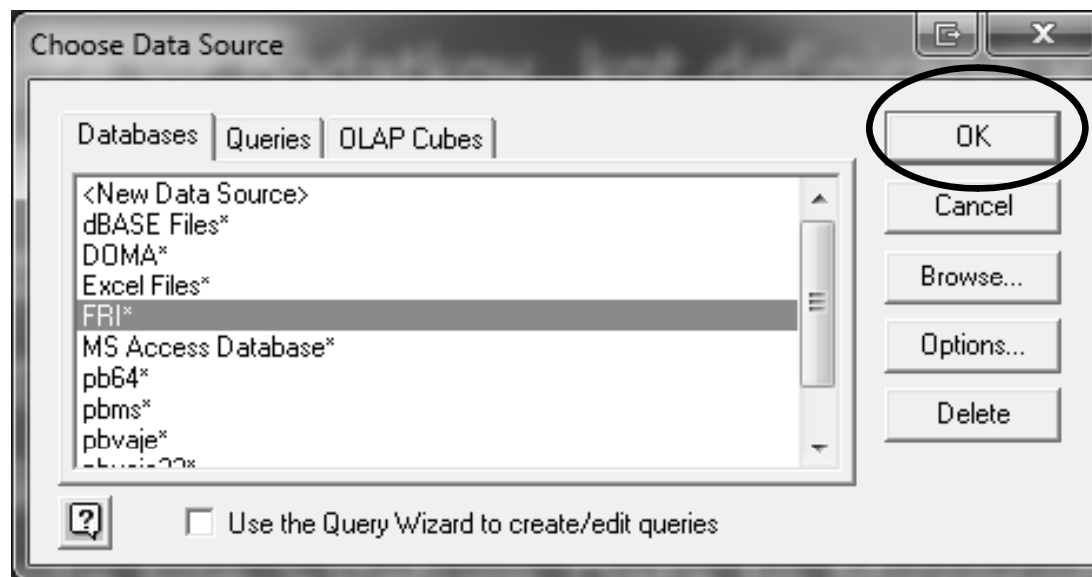 Choose Data Source
Databases Queries OLAP Cubes
<New Data Source>
dBASE Files*
DOMA*
Excel Files*
FRI*
MS Access Database*
pb64*
pbms*
pbvaje*
OK
Cancel
Browse...
Options...
Delete
Use the Query Wizard to create/edit queries